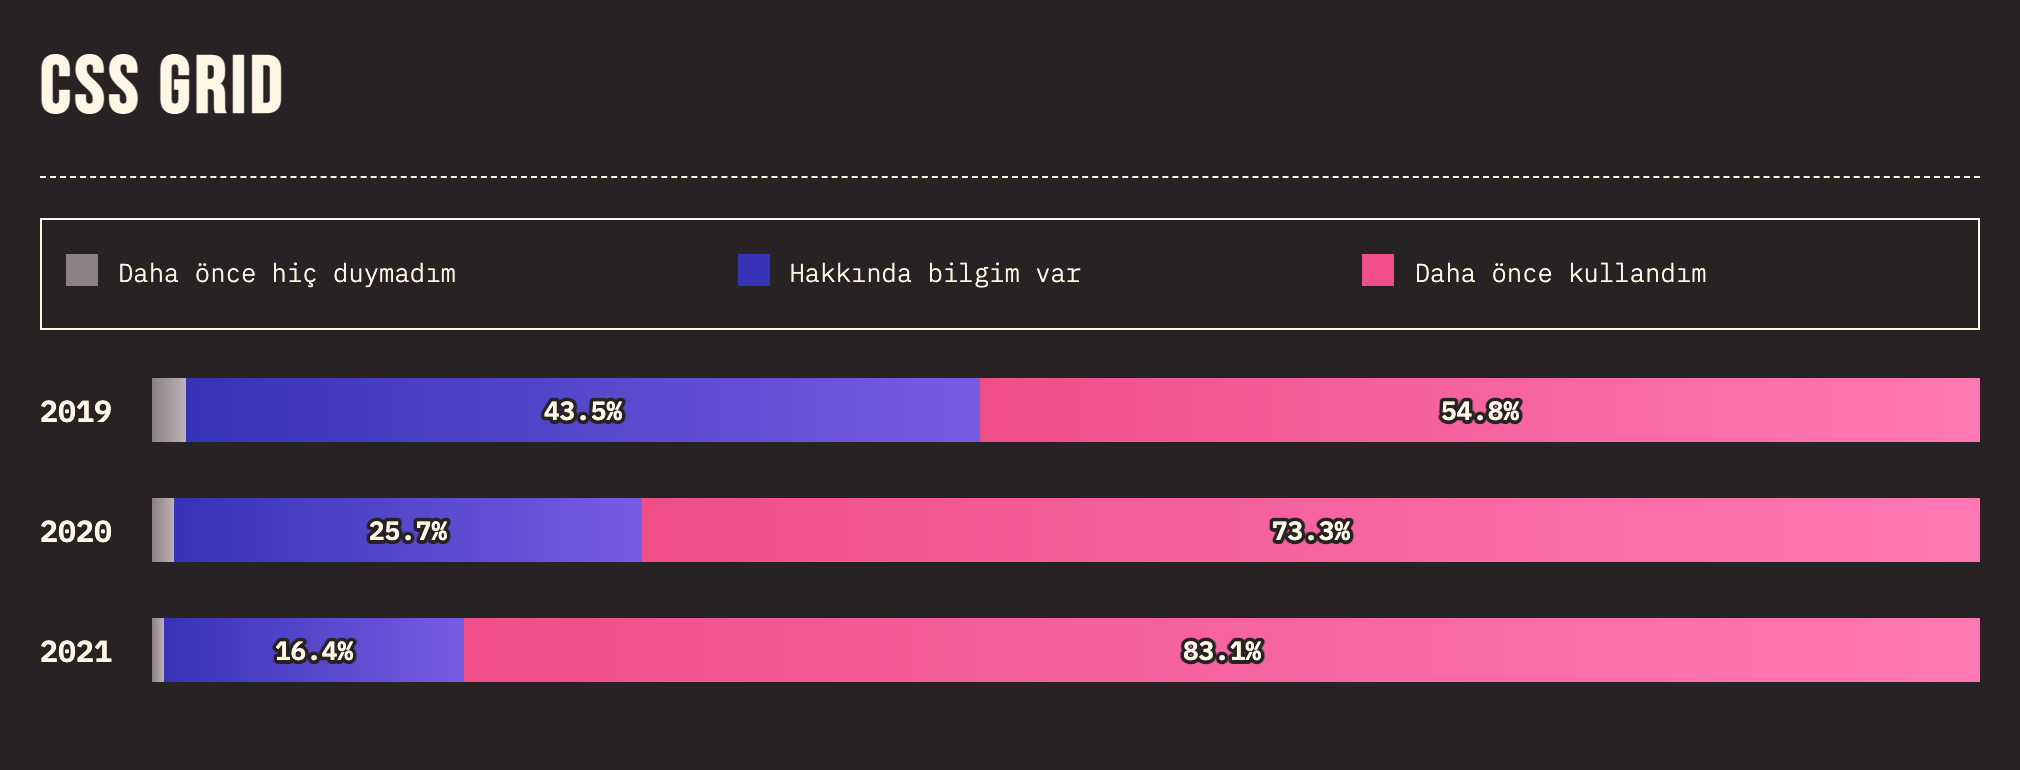 CSS GRID
Daha önce hiç duymadım
Hakkında bilgim var
Daha önce kullandım
2019 43.5% 54.8%
2020 25.7% 73.3%
2021 16.4% 83.1%